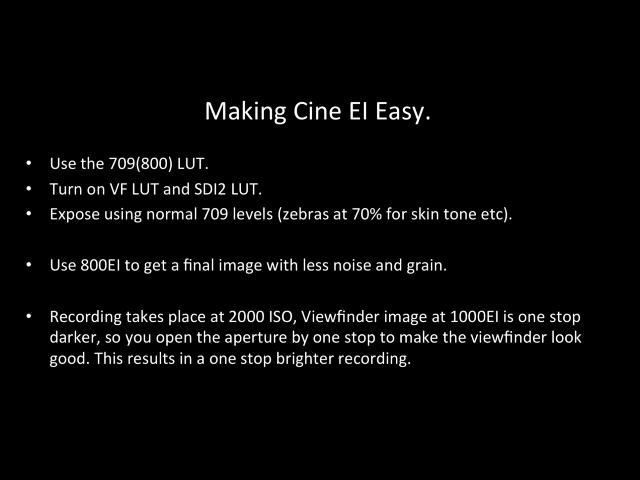 Making Cine EI Easy.
• Use the 709(800) LUT.
• Turn on VF LUT and SDI2 LUT.
• Expose using normal 709 levels (zebras at 70% for skin tone etc).
• Use 800EI to get a final image with less noise and grain.
• Recording takes place at 2000 ISO, Viewfinder image at 1000EI is one stop
darker, so you open the aperture by one stop to make the viewfinder look
good. This results in a one stop brighter recording.